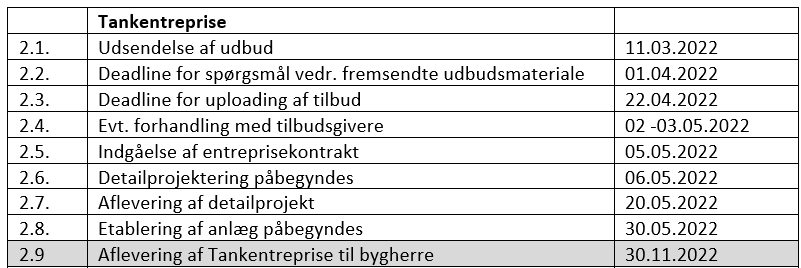 Tankentreprise
2.1. Udsendelse af udbud 11.03.2022
2.2. Deadline for spørgsmål vedr. fremsendte udbudsmateriale 01.04.2022
2.3. Deadline for uploading af tilbud 22.04.2022
2.4. Evt. forhandling med tilbudsgivere 02 -03.05.2022
2.5. Indgåelse af entreprisekontrakt 05.05.2022
2.6. Detailprojektering påbegyndes 06.05.2022
2.7. Aflevering af detailprojekt 20.05.2022
2.8. Etablering af anlæg påbegyndes 30.05.2022
2.9 Aflevering af Tankentreprise til bygherre 30.11.2022